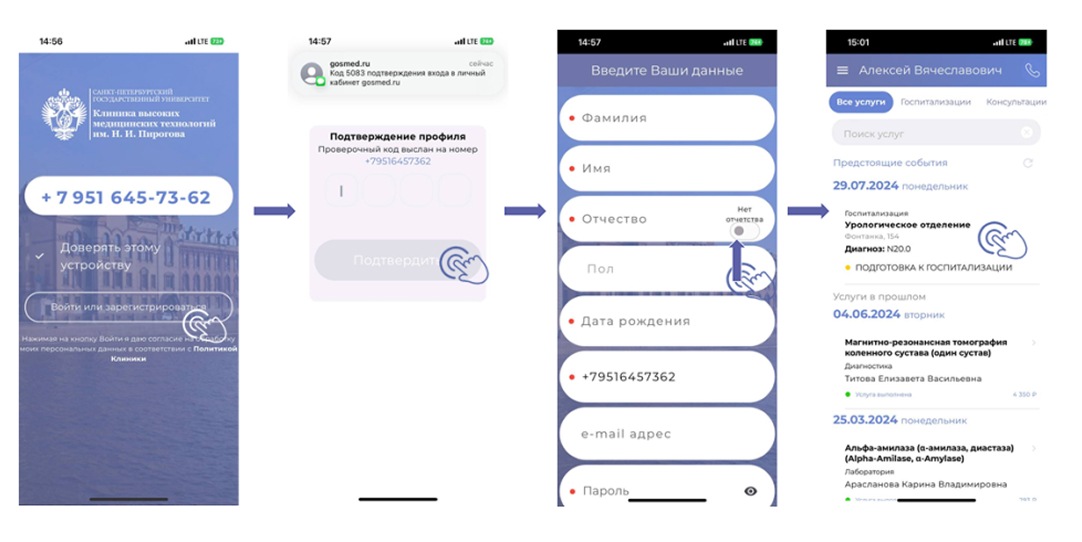 14:56
LTE
САНКТ-ПЕТЕРБУРГСКИЙ
ГОСУДАРСТВЕННЫЙ УНИВЕРСИТЕТ
Клиника высоких
медицинских технологий
им. Н. И. Пирогова
+ 7 951 645-73-62
Доверять этому
устройству
Войти или зарегистрироваться
Нажимая на кнопку Войти я даю согласие на обработку
моих персональных данных в соответствии с Политикой
Клиники
14:57
LTE
gosmed.ru
сейчас
Код 5083 подтверждения входа в личный
кабинет gosmed.ru
Подтверждение профиля
Проверочный код выслан на номер
+79516457362
Подтвердить
14:57
LTE
Введите Ваши данные
Фамилия
Имя
Отчество
Нет
отчетства
Пол
Дата рождения
+79516457362
e-mail адрес
Пароль
15:01
LTE
Алексей Вячеславович
Все услуги
Госпитализации
Консультации
Поиск услуг
Предстоящие события
29.07.2024 понедельник
Госпитализация
Урологическое отделение
Фонтанка, 154
Диагноз: N20.0
ПОДГОТОВКА К ГОСПИТАЛИЗАЦИИ
Услуги в прошлом
04.06.2024 вторник
Магнитно-резонансная томография
коленного сустава (один сустав)
Диагностика
Титова Елизавета Васильевна
Услуга выполнена
4 350 ₽
25.03.2024 понедельник
Альфа-амилаза (α-амилаза, диастаза)
(Alpha-Amilase, α-Amylase)
Лаборатория
Арасланова Карина Владимировна